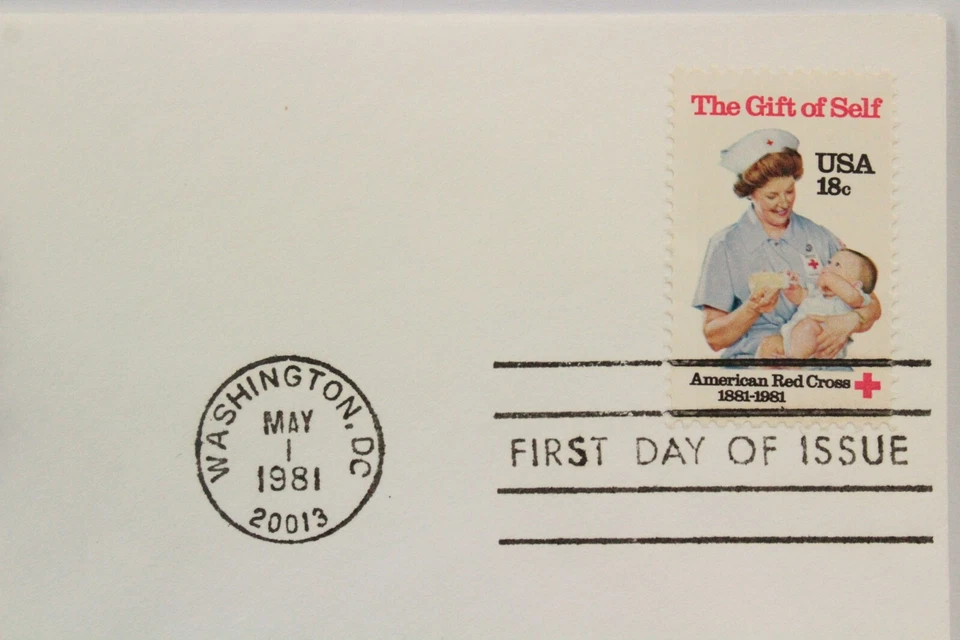 The Gift of Self
USA
18c
American Red Cross
1881-1981
WASHINGTON, DC
MAY
1
1981
20013
FIRST DAY OF ISSUE